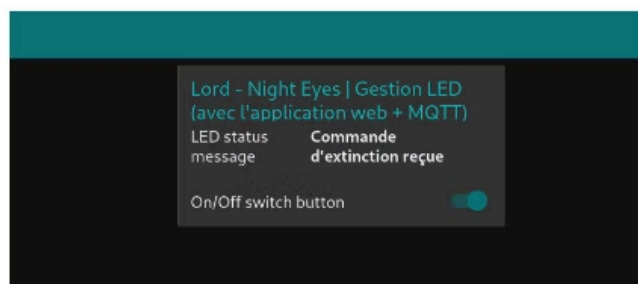 Lord - Night Eyes | Gestion LED
(avec l'application web + MQTT)
LED status Commande
message d'extinction reçue
On/Off switch button